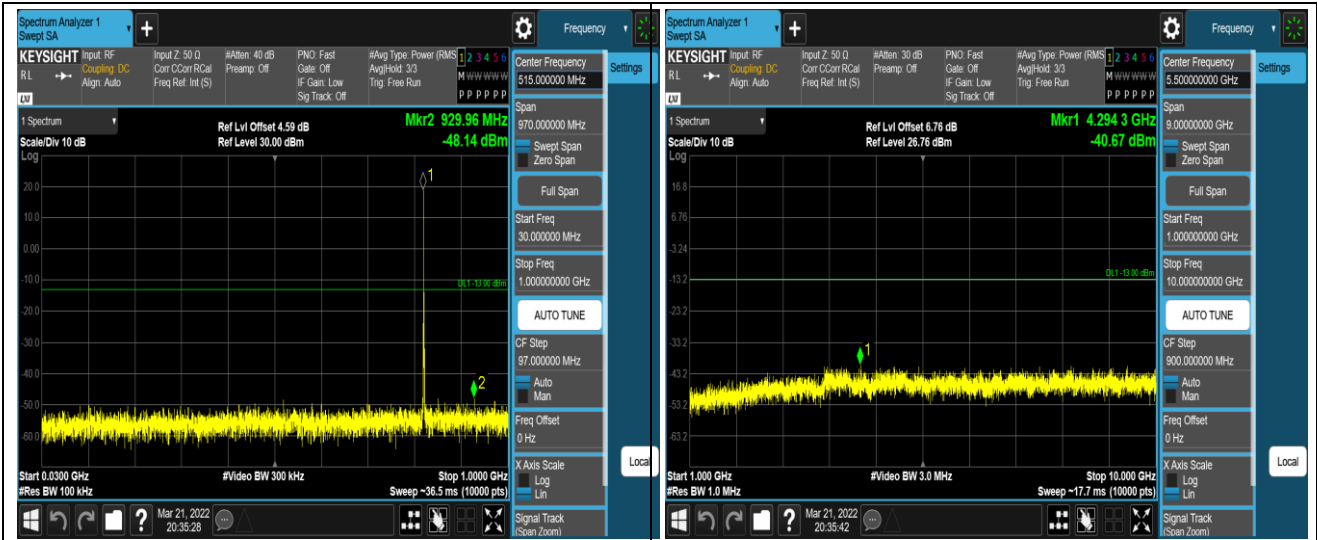 Spectrum Analyzer 1
Swept SA
+
Frequency
KEYSIGHT
RL
LXI
Input: RF
Coupling: DC
Align: Auto
Input Z: 50 Ω
Corr CCorr RCal
Freq Ref: Int (S)
#Atten: 40 dB
Preamp: Off
PNO: Fast
Gate: Off
IF Gain: Low
Sig Track: Off
#Avg Type: Power (RMS
Avg|Hold: 3/3
Trig: Free Run
1 2 3 4 5 6
M W W W W W
P P P P P P
1 Spectrum
Scale/Div 10 dB
Log
Ref Lvl Offset 4.59 dB
Ref Level 30.00 dBm
Mkr2 929.96 MHz
-48.14 dBm
1
20.0
10.0
0.00
-10.0
DL1 -13.00 dBm
-20.0
-30.0
-40.0
2
-50.0
-60.0
Start 0.0300 GHz
#Res BW 100 kHz
#Video BW 300 kHz
Stop 1.0000 GHz
Sweep ~36.5 ms (10000 pts)
?
Mar 21, 2022
20:35:28
Center Frequency
515.000000 MHz
Span
970.000000 MHz
Swept Span
Zero Span
Full Span
Start Freq
30.000000 MHz
Stop Freq
1.000000000 GHz
AUTO TUNE
CF Step
97.000000 MHz
Auto
Man
Freq Offset
0 Hz
X Axis Scale
Log
Lin
Signal Track
(Span Zoom)
Settings
Local
Spectrum Analyzer 1
Swept SA
+
Frequency
KEYSIGHT
RL
LXI
Input: RF
Coupling: DC
Align: Auto
Input Z: 50 Ω
Corr CCorr RCal
Freq Ref: Int (S)
#Atten: 30 dB
Preamp: Off
PNO: Fast
Gate: Off
IF Gain: Low
Sig Track: Off
#Avg Type: Power (RMS
Avg|Hold: 3/3
Trig: Free Run
1 2 3 4 5 6
M W W W W W
P P P P P P
1 Spectrum
Scale/Div 10 dB
Log
Ref Lvl Offset 6.76 dB
Ref Level 26.76 dBm
Mkr1 4.294 3 GHz
-40.67 dBm
16.8
6.76
-3.24
DL1 -13.00 dBm
-13.2
-23.2
-33.2
1
-43.2
-53.2
-63.2
Start 1.000 GHz
#Res BW 1.0 MHz
#Video BW 3.0 MHz
Stop 10.000 GHz
Sweep ~17.7 ms (10000 pts)
?
Mar 21, 2022
20:35:42
Center Frequency
5.500000000 GHz
Span
9.00000000 GHz
Swept Span
Zero Span
Full Span
Start Freq
1.000000000 GHz
Stop Freq
10.000000000 GHz
AUTO TUNE
CF Step
900.000000 MHz
Auto
Man
Freq Offset
0 Hz
X Axis Scale
Log
Lin
Signal Track
(Span Zoom)
Settings
Local